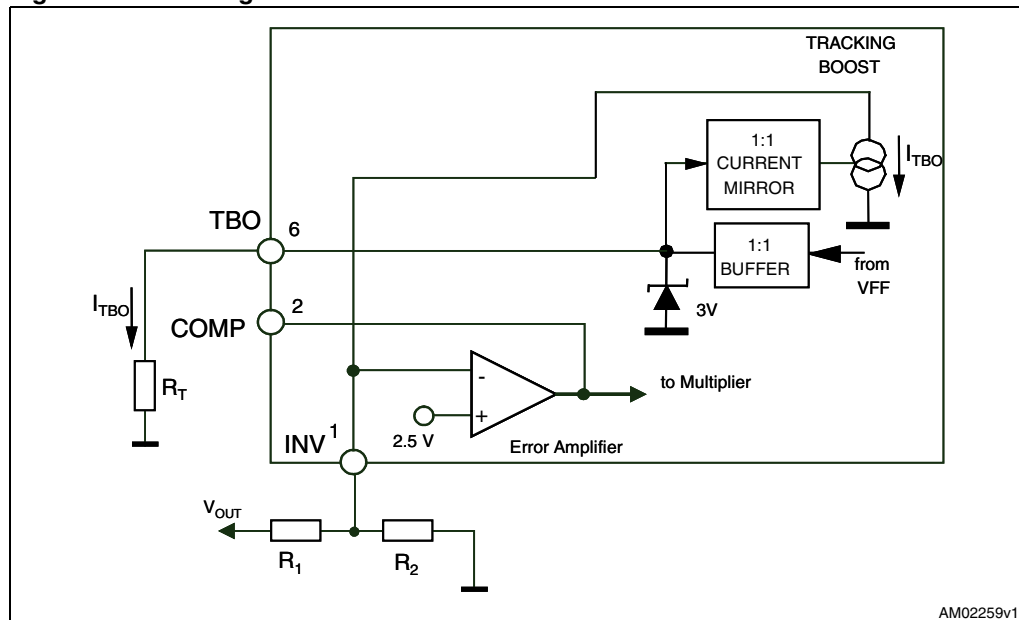 TRACKING
BOOST
1:1
CURRENT
MIRROR
I_TBO
TBO
6
1:1
BUFFER
from
VFF
3V
I_TBO
COMP
2
R_T
to Multiplier
-
+
2.5 V
Error Amplifier
INV
1
V_OUT
R_1
R_2
AM02259v1